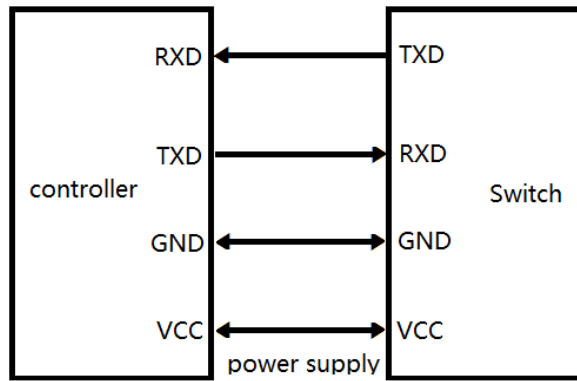 RXD TXD
TXD RXD
controller Switch
GND GND
VCC VCC
power supply